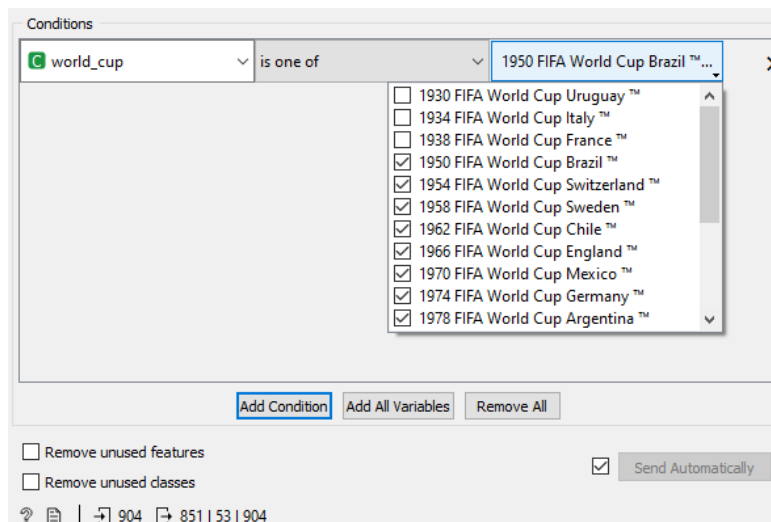 Conditions
C world_cup is one of 1950 FIFA World Cup Brazil ™...
1930 FIFA World Cup Uruguay ™
1934 FIFA World Cup Italy ™
1938 FIFA World Cup France ™
1950 FIFA World Cup Brazil ™
1954 FIFA World Cup Switzerland ™
1958 FIFA World Cup Sweden ™
1962 FIFA World Cup Chile ™
1966 FIFA World Cup England ™
1970 FIFA World Cup Mexico ™
1974 FIFA World Cup Germany ™
1978 FIFA World Cup Argentina ™
Add Condition Add All Variables Remove All
Remove unused features
Send Automatically
Remove unused classes
? 904 851 | 53 | 904